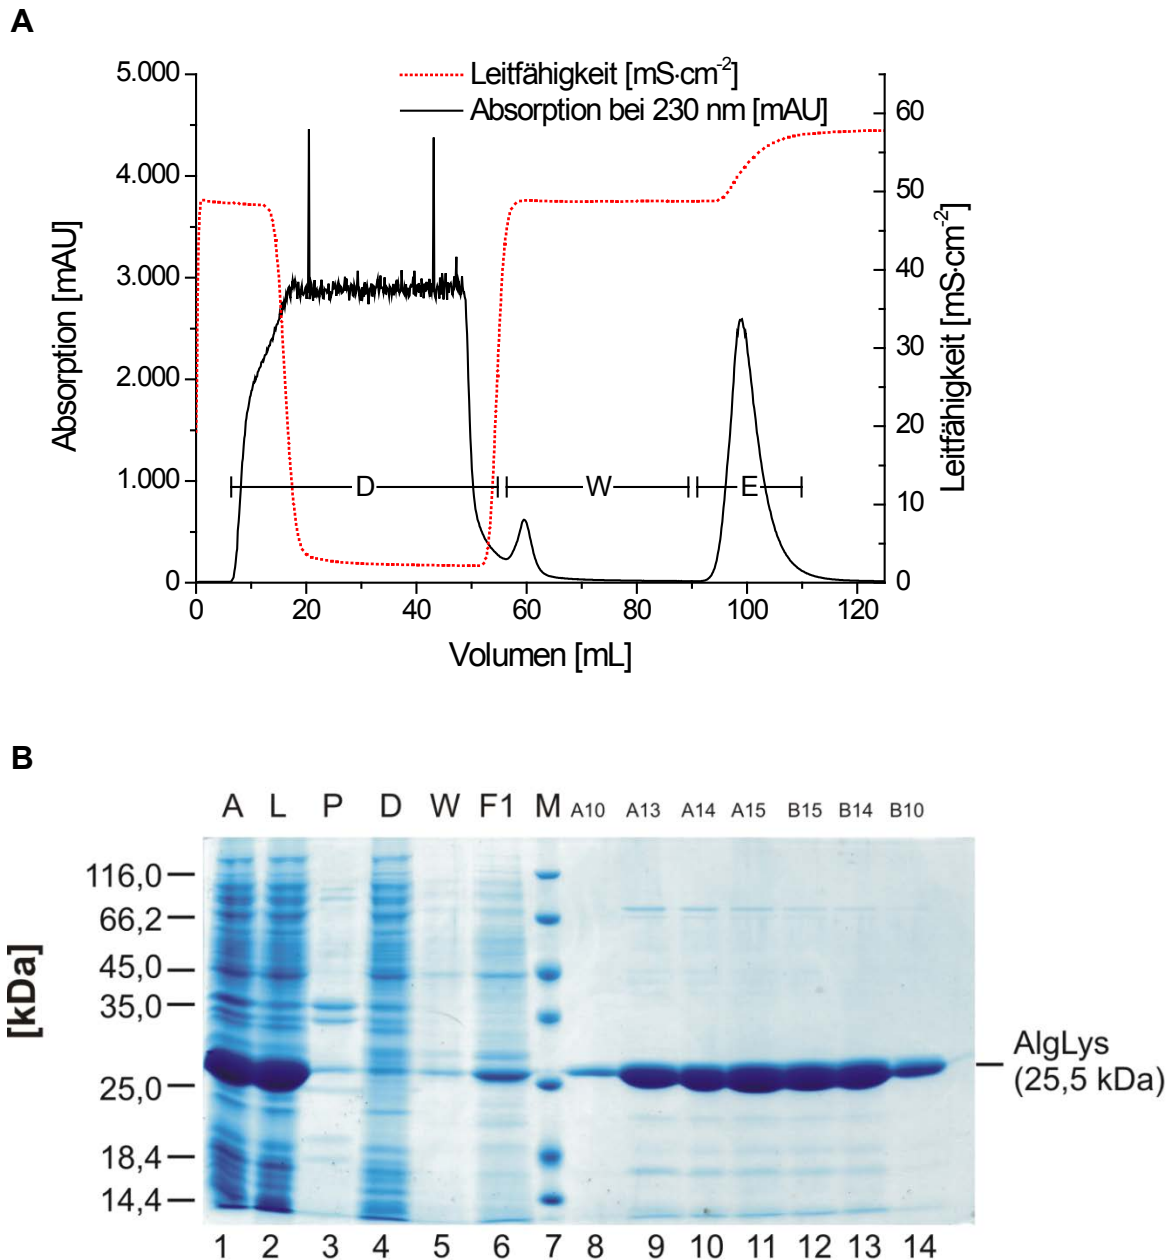 A
5.000
4.000
3.000
2.000
1.000
0
Absorption [mAU]
Leitfähigkeit [mS·cm-2]
Absorption bei 230 nm [mAU]
60
50
40
30
20
10
0
Leitfähigkeit [mS·cm-2]
D
W
E
0 20 40 60 80 100 120
Volumen [mL]
B
A L P D W F1 M A10 A13 A14 A15 B15 B14 B10
116,0
66,2
45,0
35,0
25,0
18,4
14,4
[kDa]
AlgLys
(25,5 kDa)
1 2 3 4 5 6 7 8 9 10 11 12 13 14